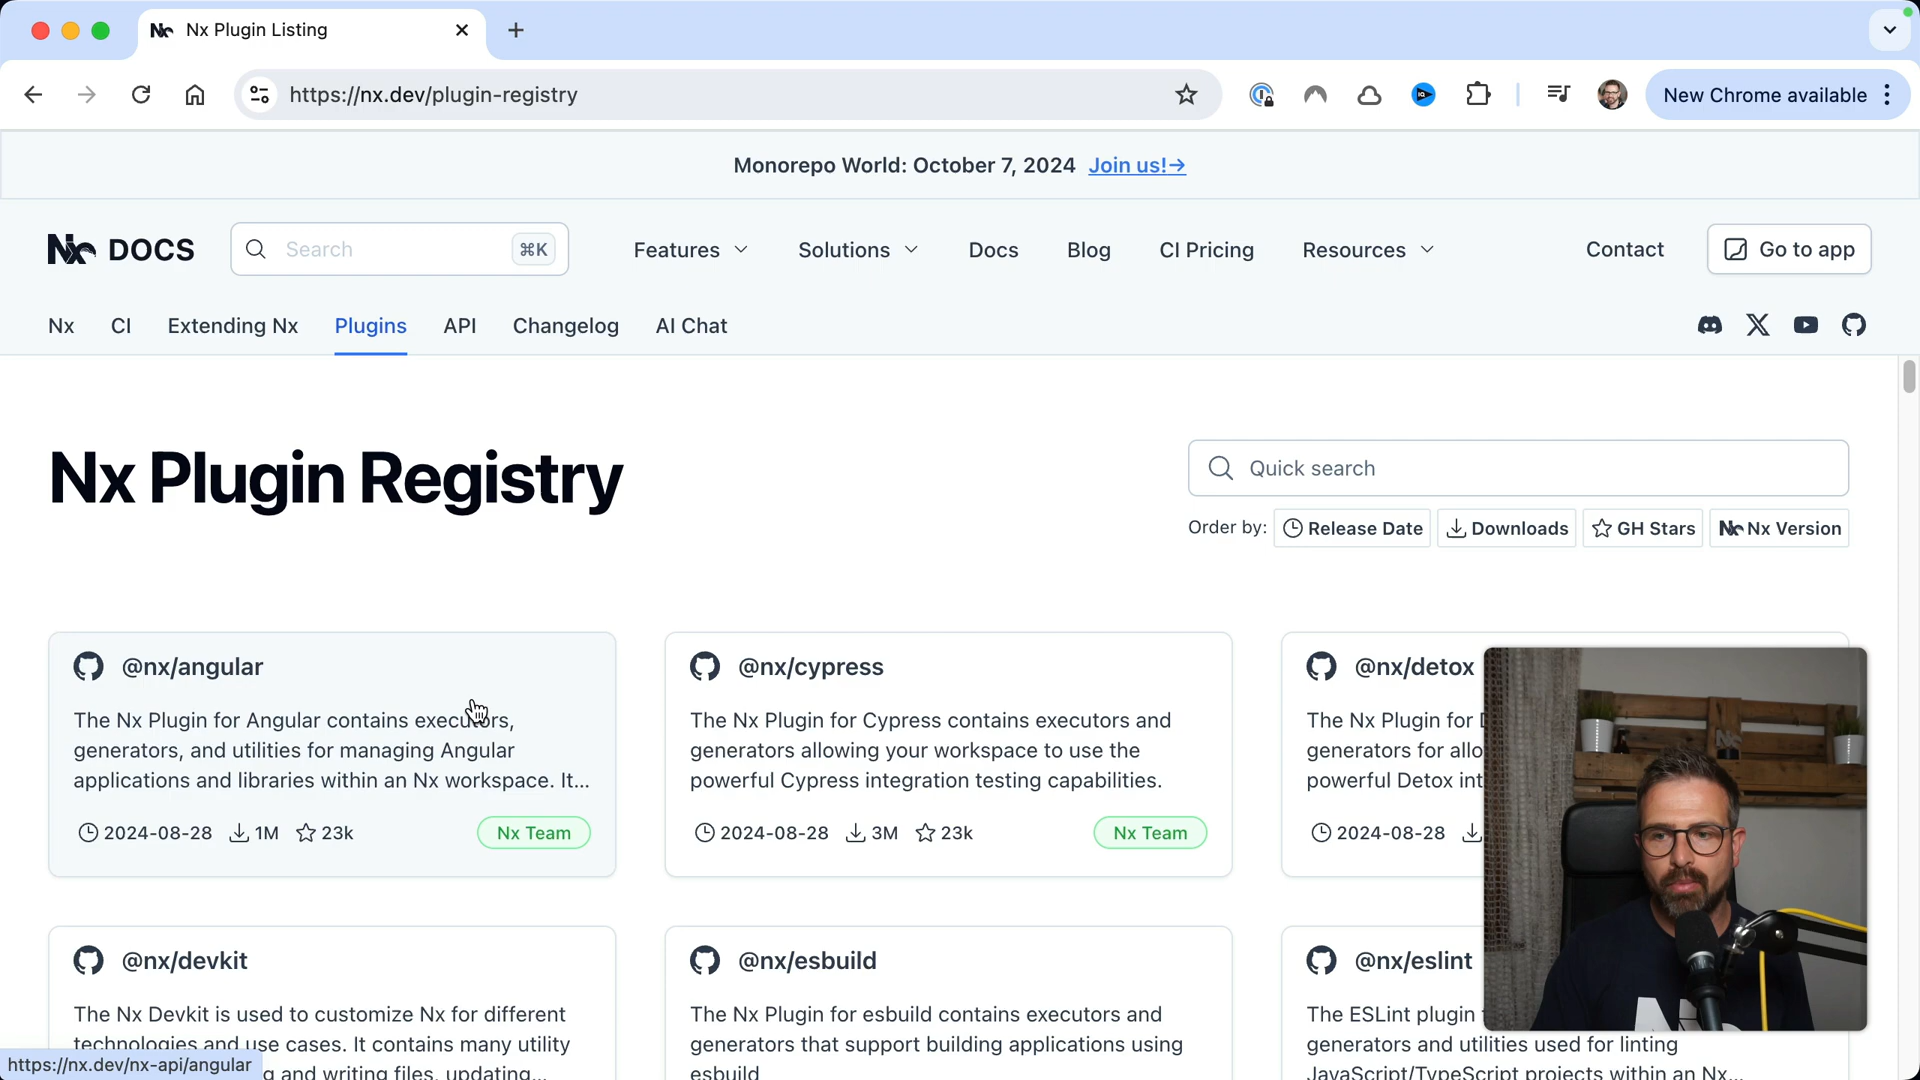 Nx Plugin Listing
https://nx.dev/plugin-registry
New Chrome available
Monorepo World: October 7, 2024 Join us!→
Nx DOCS
Search ⌘K
Features
Solutions
Docs
Blog
CI Pricing
Resources
Contact
Go to app
Nx
CI
Extending Nx
Plugins
API
Changelog
AI Chat
Nx Plugin Registry
Quick search
Order by: Release Date Downloads GH Stars Nx Version
@nx/angular
The Nx Plugin for Angular contains executors,
generators, and utilities for managing Angular
applications and libraries within an Nx workspace. It...
2024-08-28 1M 23k Nx Team
@nx/cypress
The Nx Plugin for Cypress contains executors and
generators allowing your workspace to use the
powerful Cypress integration testing capabilities.
2024-08-28 3M 23k Nx Team
@nx/detox
The Nx Plugin for
generators for allo
powerful Detox int
2024-08-28
@nx/devkit
The Nx Devkit is used to customize Nx for different
technologies and use cases. It contains many utility
g and writing files, updating...
@nx/esbuild
The Nx Plugin for esbuild contains executors and
generators that support building applications using
esbuild
@nx/eslint
The ESLint plugin
generators and utilities used for linting
JavaScript/TypeScript projects within an Nx...
https://nx.dev/nx-api/angular